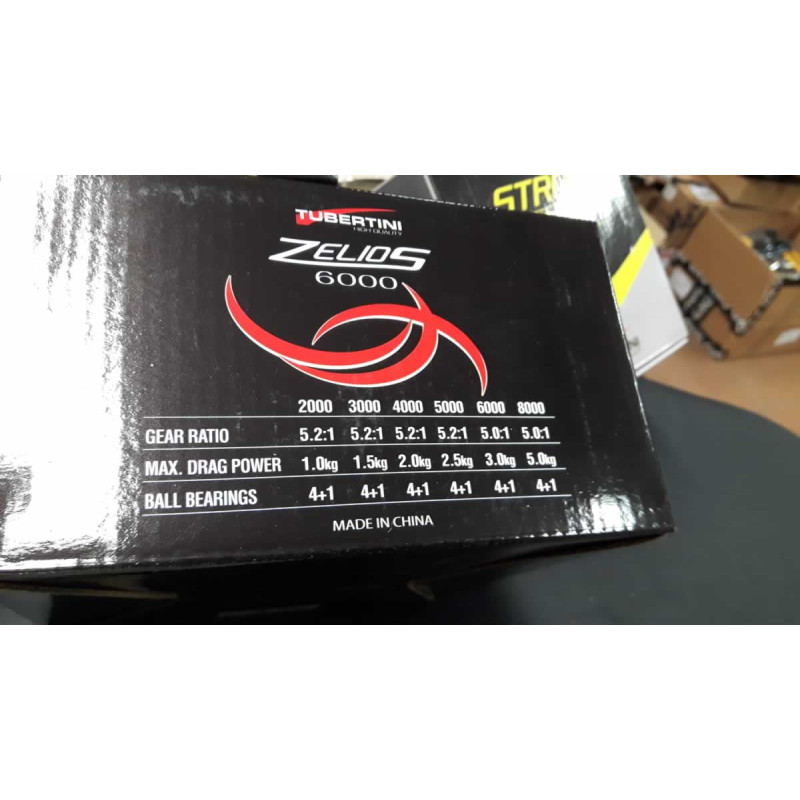 TUBERTINI
HIGH QUALITY
ZELIOS
6000
STR
2000 3000 4000 5000 6000 8000
GEAR RATIO 5.2:1 5.2:1 5.2:1 5.2:1 5.0:1 5.0:1
MAX. DRAG POWER 1.0kg 1.5kg 2.0kg 2.5kg 3.0kg 5.0kg
BALL BEARINGS 4+1 4+1 4+1 4+1 4+1 4+1
MADE IN CHINA